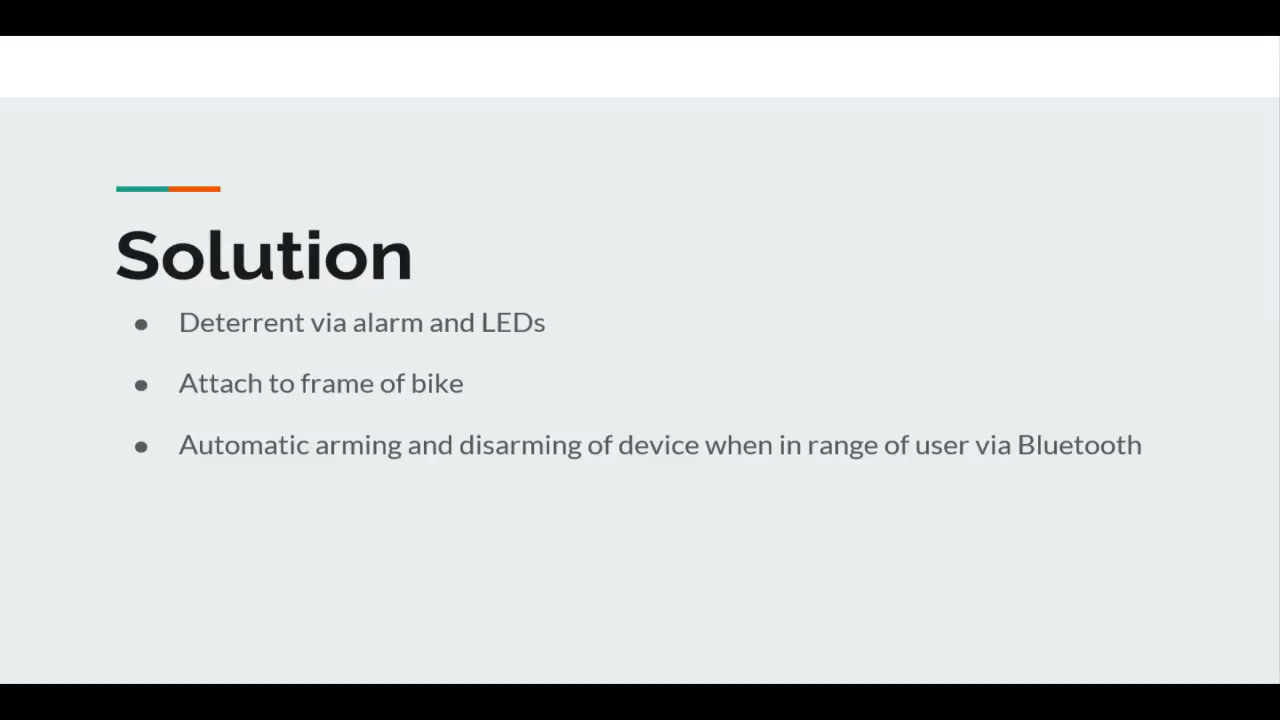 Solution
● Deterrent via alarm and LEDs
● Attach to frame of bike
● Automatic arming and disarming of device when in range of user via Bluetooth